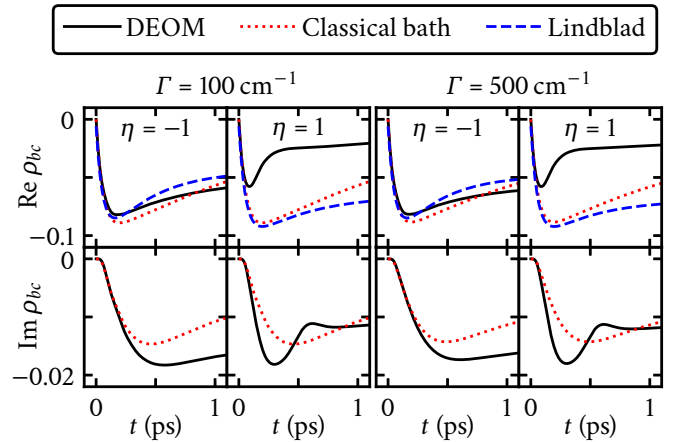 DEOM Classical bath Lindblad
Γ = 100 cm⁻¹ Γ = 500 cm⁻¹
η = −1 η = 1 η = −1 η = 1
0
Re ρbc
−0.1
0
Im ρbc
−0.02
0 1 0 1 0 1 0 1
t (ps) t (ps) t (ps) t (ps)